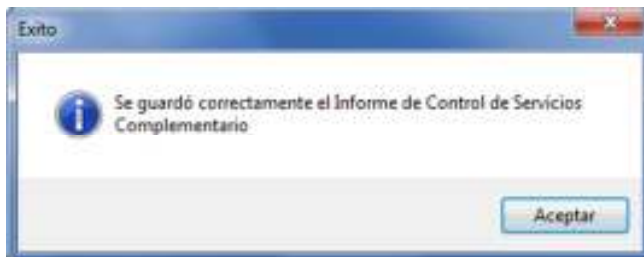 Exito
Se guardó correctamente el Informe de Control de Servicios
Complementario
Aceptar